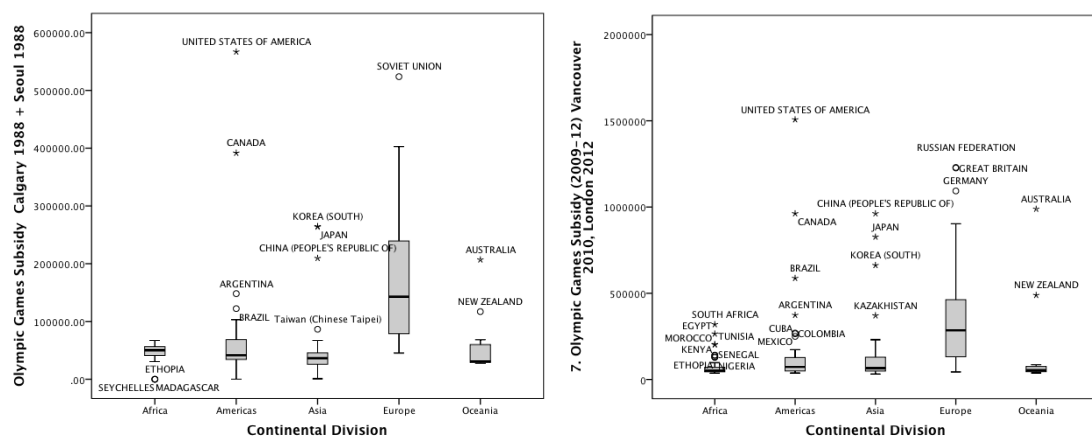 Olympic Games Subsidy Calgary 1988 + Seoul 1988
600000.00
500000.00
400000.00
300000.00
200000.00
100000.00
.00
UNITED STATES OF AMERICA
SOVIET UNION
CANADA
KOREA (SOUTH)
JAPAN
CHINA (PEOPLE'S REPUBLIC OF)
AUSTRALIA
ARGENTINA
NEW ZEALAND
BRAZIL
Taiwan (Chinese Taipei)
ETHOPIA
SEYCHELLES MADAGASCAR
Africa
Americas
Asia
Europe
Oceania
Continental Division
7. Olympic Games Subsidy (2009-12) Vancouver
2010, London 2012
2000000
1500000
1000000
500000
0
UNITED STATES OF AMERICA
RUSSIAN FEDERATION
GREAT BRITAIN
GERMANY
CHINA (PEOPLE'S REPUBLIC OF)
AUSTRALIA
CANADA
JAPAN
KOREA (SOUTH)
BRAZIL
NEW ZEALAND
ARGENTINA
KAZAKHSTAN
SOUTH AFRICA
EGYPT
CUBA
COLOMBIA
MOROCCO
TUNISIA
MEXICO
KENYA
SENEGAL
ETHOPIA
NIGERIA
Africa
Americas
Asia
Europe
Oceania
Continental Division